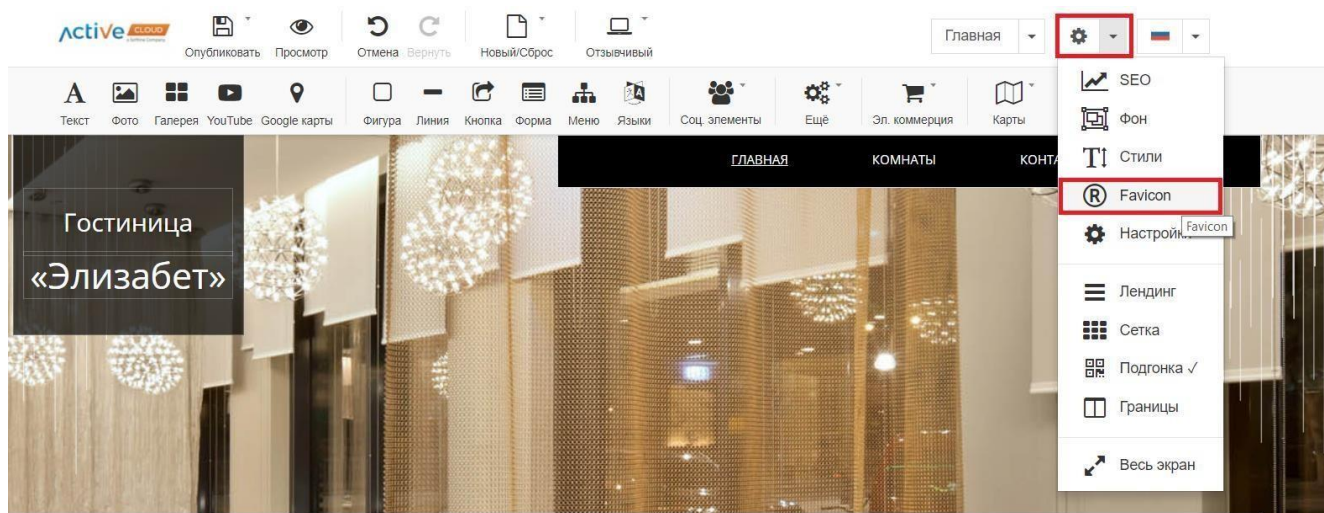 Active CLOUD
Опубликовать
Просмотр
Отмена
Вернуть
Новый/Сброс
Отзывчивый
Главная
Текст
Фото
Галерея
YouTube
Google карты
Фигура
Линия
Кнопка
Форма
Меню
Языки
Соц. элементы
Ещё
Эл. коммерция
Карты
SEO
Фон
Стили
Favicon
Настройки
Favicon
Лендинг
Сетка
Подгонка ✓
Границы
Весь экран
ГЛАВНАЯ
КОМНАТЫ
Гостиница
«Элизабет»